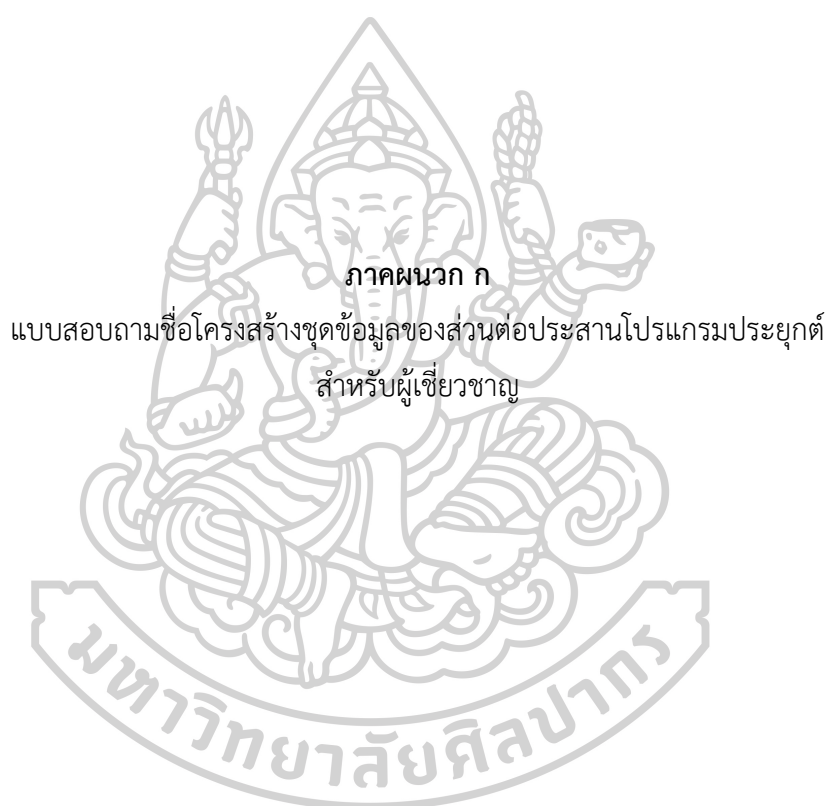 ภาคผนวก ก
แบบสอบถามชื่อโครงสร้างชุดข้อมูลของส่วนต่อประสานโปรแกรมประยุกต์
สำหรับผู้เชี่ยวชาญ
มหาวิทยาลัยศิลปากร